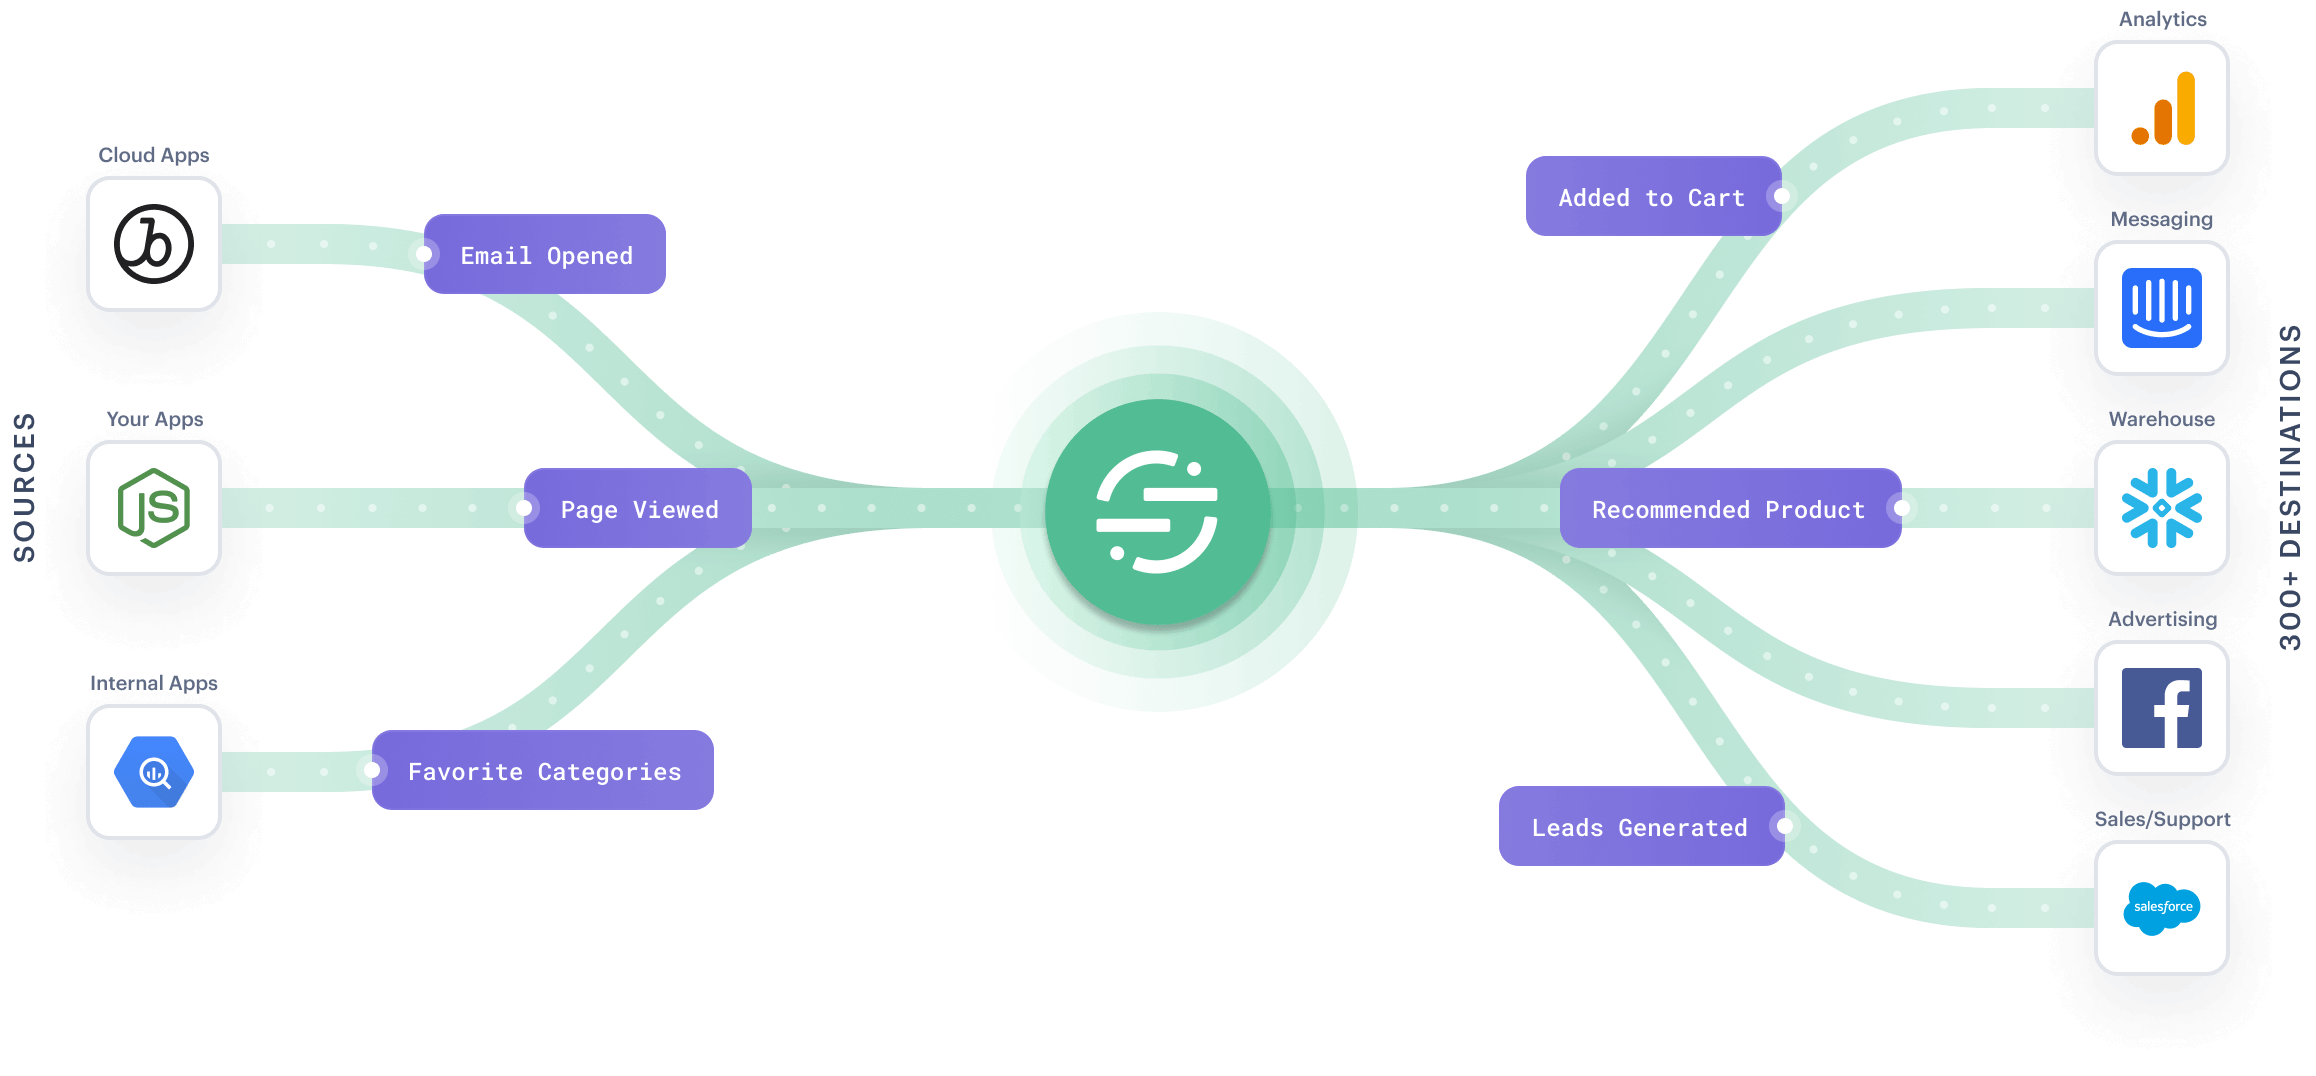 SOURCES
Cloud Apps
b
Email Opened
Your Apps
JS
Page Viewed
Internal Apps
Favorite Categories
Added to Cart
Recommended Product
Leads Generated
Analytics
Messaging
Warehouse
Advertising
f
Sales/Support
salesforce
300+ DESTINATIONS